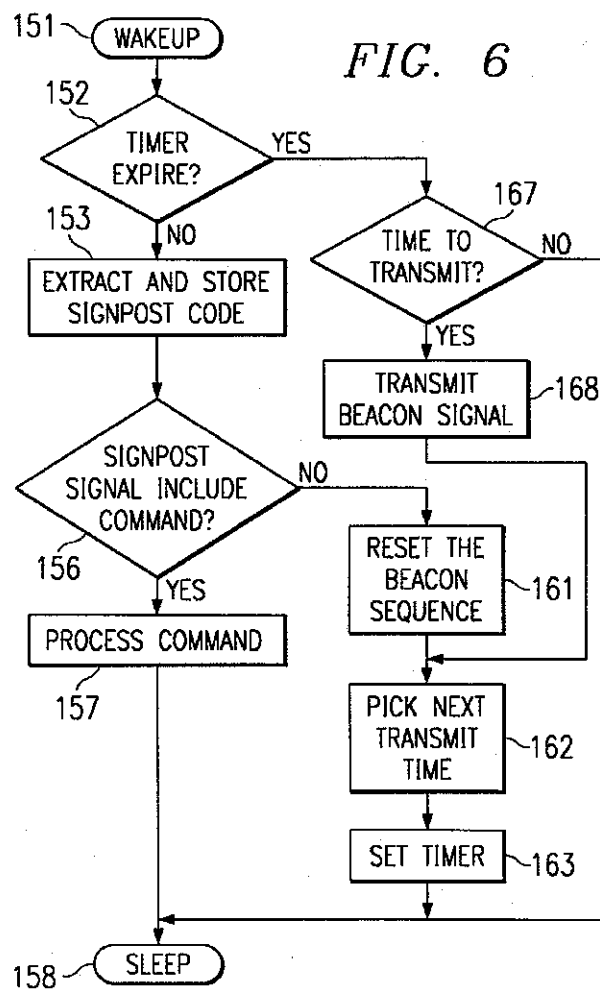 FIG. 6
151
WAKEUP
152
TIMER
EXPIRE?
YES
NO
153
EXTRACT AND STORE
SIGNPOST CODE
167
TIME TO
TRANSMIT?
NO
YES
TRANSMIT
BEACON SIGNAL
168
SIGNPOST
SIGNAL INCLUDE
COMMAND?
NO
156
YES
RESET THE
BEACON
SEQUENCE
161
PROCESS COMMAND
157
PICK NEXT
TRANSMIT
TIME
162
SET TIMER
163
158
SLEEP